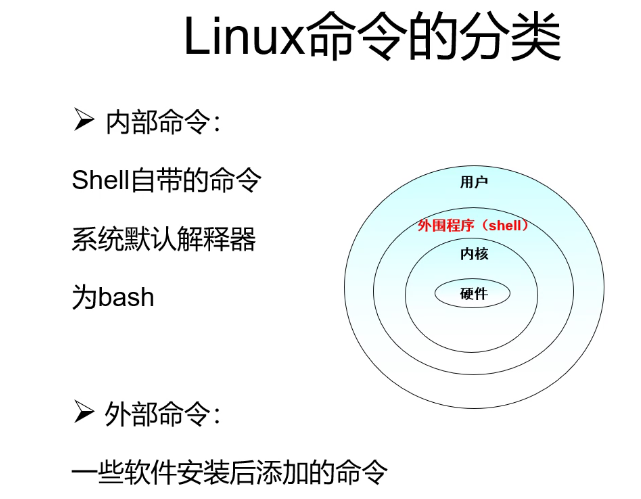 Linux命令的分类
➢ 内部命令：
Shell自带的命令
系统默认解释器
为bash
➢ 外部命令：
一些软件安装后添加的命令
用户
外围程序（shell）
内核
硬件